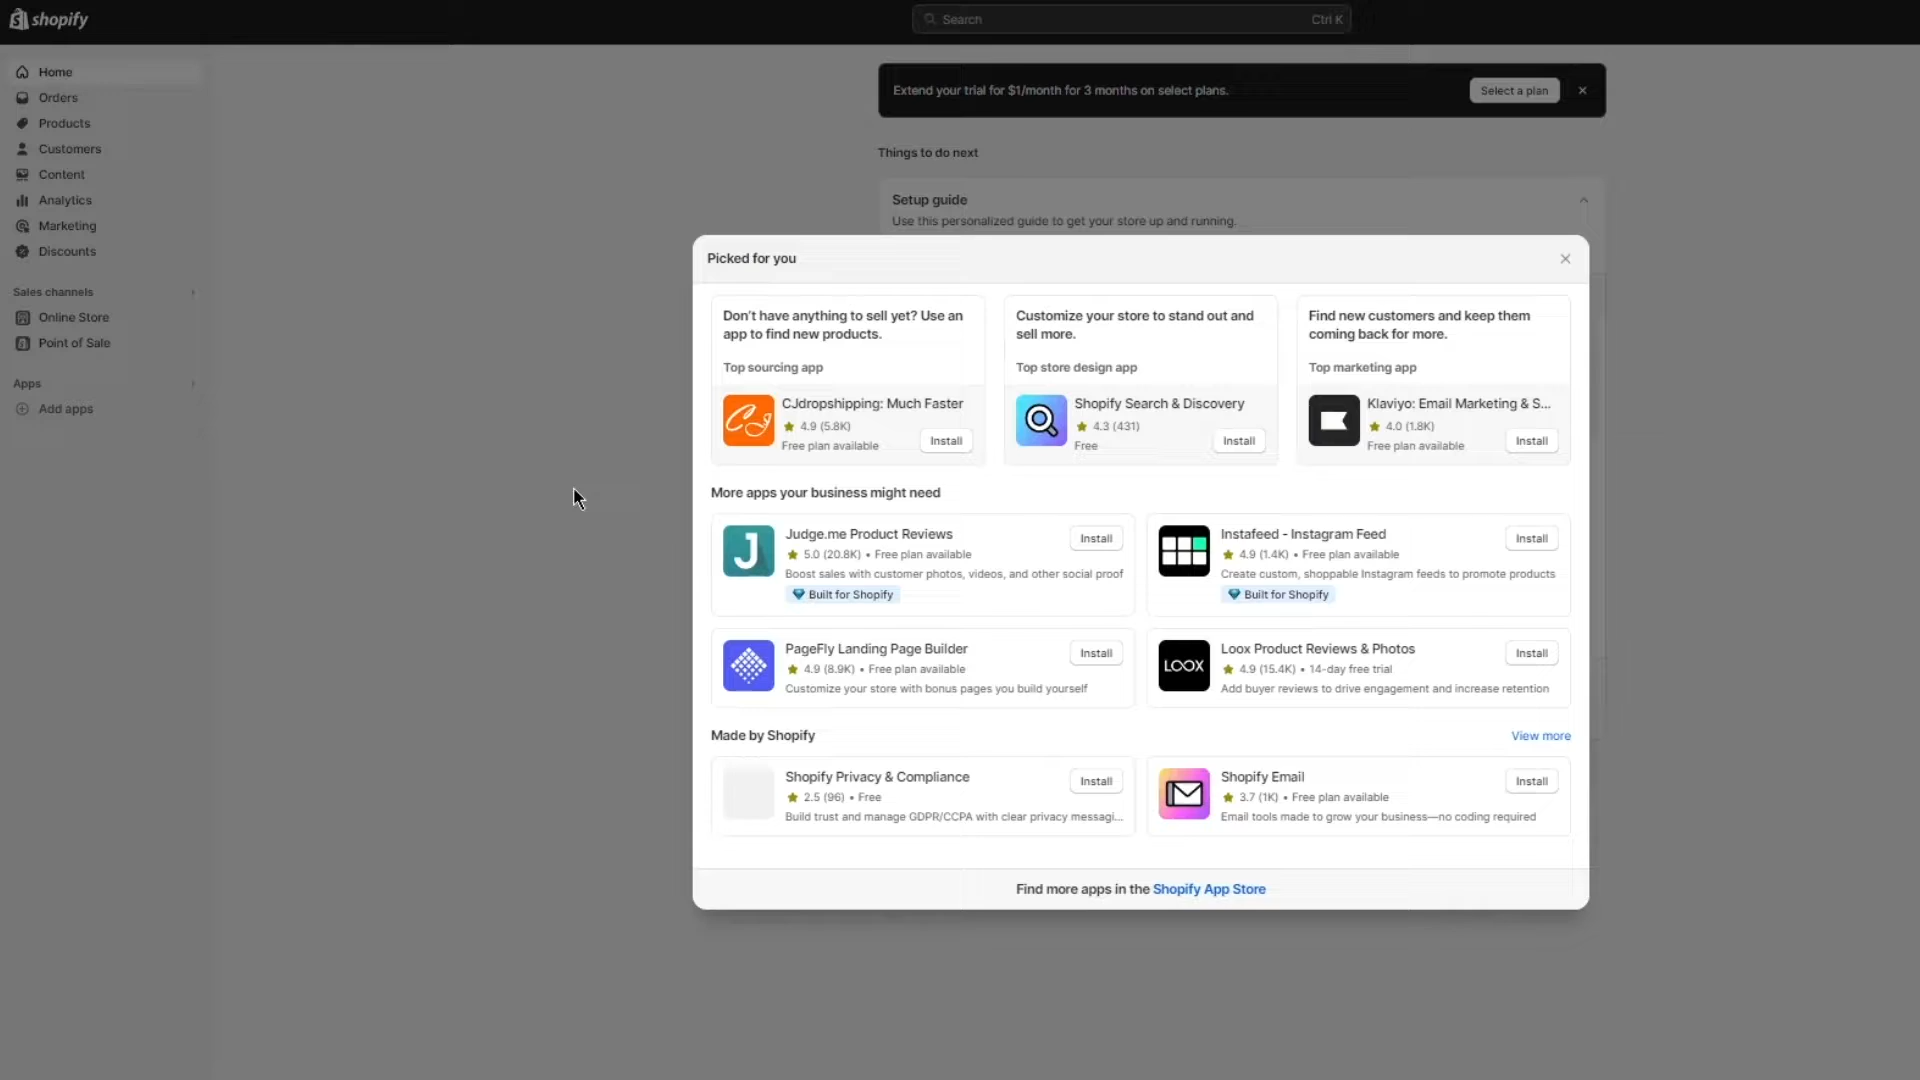 shopify
Search
Ctrl K
Home
Orders
Products
Customers
Content
Analytics
Marketing
Discounts
Sales channels
Online Store
Point of Sale
Apps
Add apps
Extend your trial for $1/month for 3 months on select plans.
Select a plan
Things to do next
Setup guide
Use this personalized guide to get your store up and running.
Picked for you
Don't have anything to sell yet? Use an
app to find new products.
Top sourcing app
CJ
CJdropshipping: Much Faster
4.9 (5.8K)
Free plan available
Install
Customize your store to stand out and
sell more.
Top store design app
Shopify Search & Discovery
4.3 (431)
Free
Install
Find new customers and keep them
coming back for more.
Top marketing app
Klaviyo: Email Marketing & S...
4.0 (1.8K)
Free plan available
Install
More apps your business might need
J
Judge.me Product Reviews
5.0 (20.8K) • Free plan available
Boost sales with customer photos, videos, and other social proof
Built for Shopify
Install
Instafeed - Instagram Feed
4.9 (1.4K) • Free plan available
Create custom, shoppable Instagram feeds to promote products
Built for Shopify
Install
PageFly Landing Page Builder
4.9 (8.9K) • Free plan available
Customize your store with bonus pages you build yourself
Install
LOOX
Loox Product Reviews & Photos
4.9 (15.4K) • 14-day free trial
Add buyer reviews to drive engagement and increase retention
Install
Made by Shopify
View more
Shopify Privacy & Compliance
2.5 (96) • Free
Build trust and manage GDPR/CCPA with clear privacy messagi...
Install
Shopify Email
3.7 (1K) • Free plan available
Email tools made to grow your business—no coding required
Install
Find more apps in the Shopify App Store